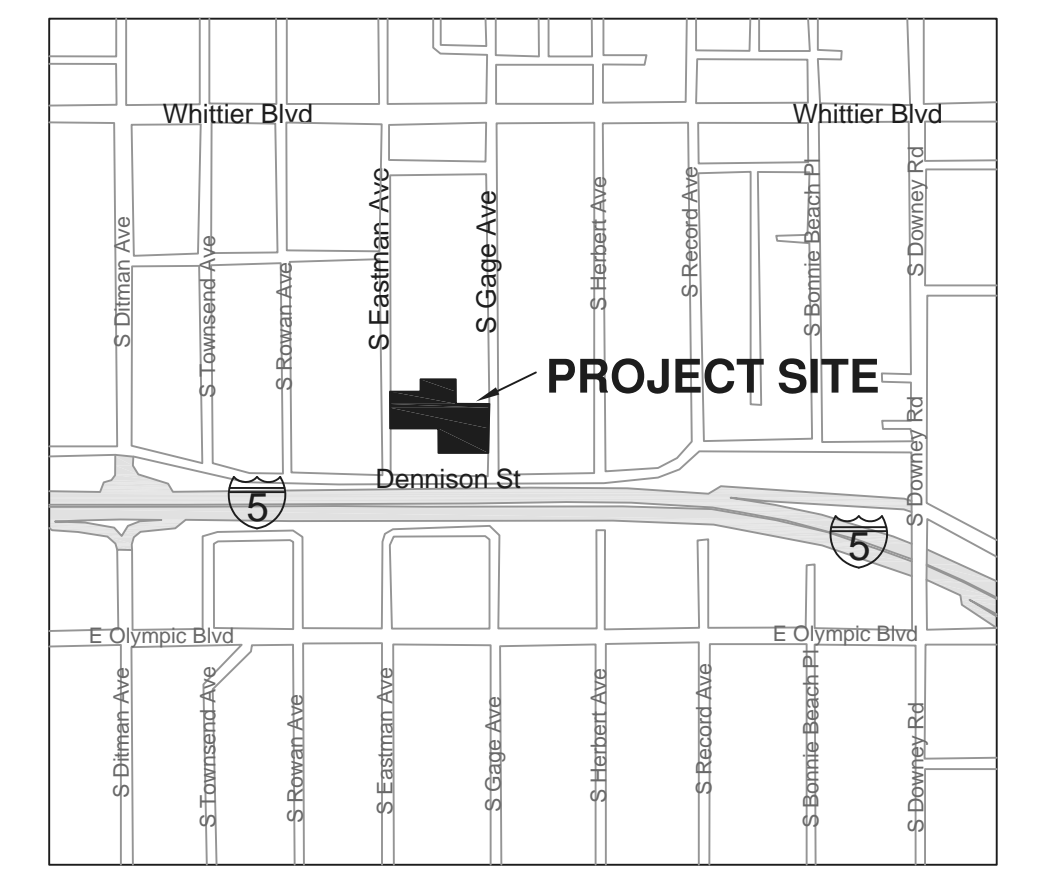 Whittier Blvd
Whittier Blvd
S Ditman Ave
S Townsend Ave
S Rowan Ave
S Eastman Ave
S Gage Ave
S Herbert Ave
S Record Ave
S Bonnie Beach Pl
S Downey Rd
PROJECT SITE
S Downey Rd
Dennison St
5
5
E Olympic Blvd
E Olympic Blvd
S Ditman Ave
S Townsend Ave
S Rowan Ave
S Eastman Ave
S Gage Ave
S Herbert Ave
S Record Ave
S Bonnie Beach Pl
S Downey Rd